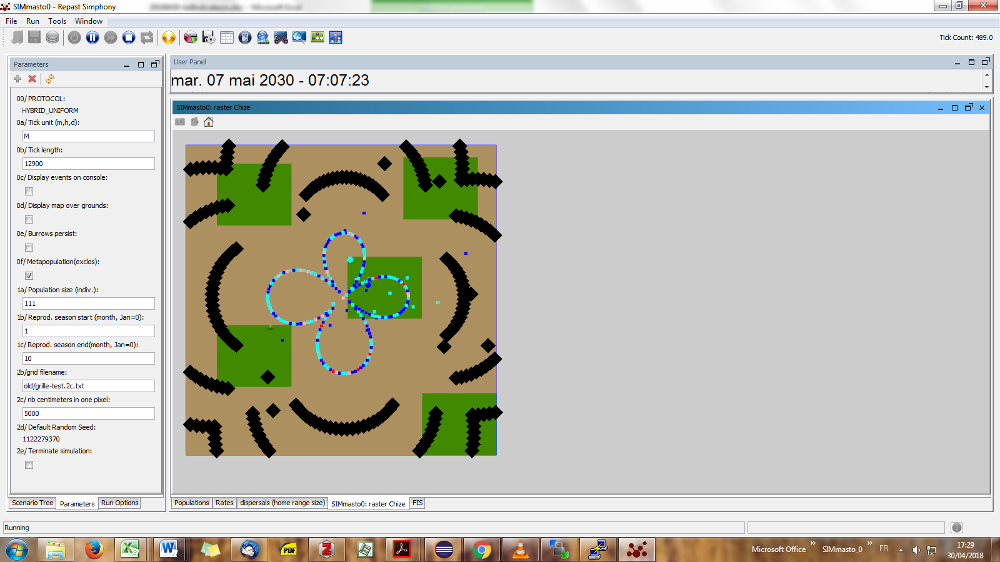 SIMmasto0 - Repast Simphony
File Run Tools Window
Tick Count: 489.0
Parameters
00/ PROTOCOL:
HYBRID_UNIFORM
0a/ Tick unit (m,h,d):
M
0b/ Tick length:
12900
0c/ Display events on console:
0d/ Display map over grounds:
0e/ Burrows persist:
0f/ Metapopulation(exclos):
1a/ Population size (indiv.):
111
1b/ Reprod. season start (month, Jan=0):
1
1c/ Reprod. season end(month, Jan=0):
10
2b/grid filename:
old/grille-test.2c.txt
2c/ nb centimeters in one pixel:
5000
2d/ Default Random Seed:
1122279370
2e/ Terminate simulation:
Scenario Tree Parameters Run Options
User Panel
mar. 07 mai 2030 - 07:07:23
SIMmasto0: raster Chize
Populations Rates dispersals (home range size) SIMmasto0: raster Chize FIS
Running
PDF
Microsoft Office » SIMmasto_0 » FR
17:29
30/04/2018